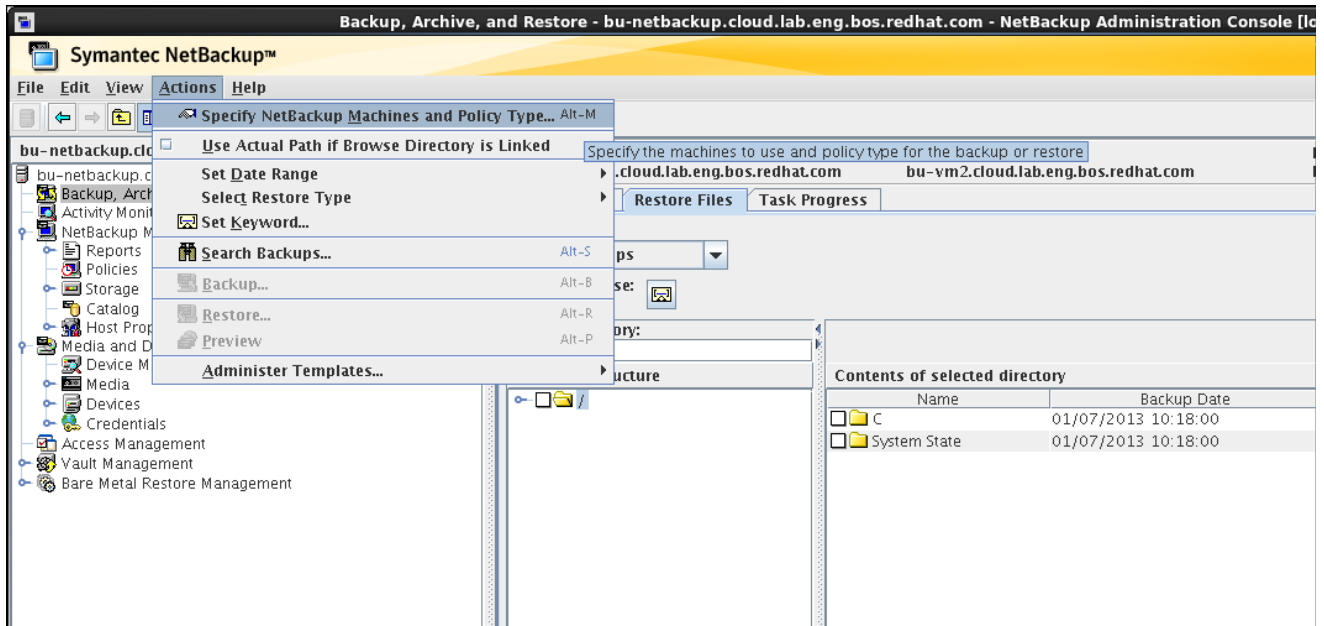 Backup, Archive, and Restore - bu-netbackup.cloud.lab.eng.bos.redhat.com - NetBackup Administration Console [lo
Symantec NetBackup™
File Edit View Actions Help
Specify NetBackup Machines and Policy Type... Alt-M
Use Actual Path if Browse Directory is Linked
Specify the machines to use and policy type for the backup or restore
Set Date Range
Select Restore Type
Set Keyword...
Search Backups... Alt-S
Backup... Alt-B
Restore... Alt-R
Preview Alt-P
Administer Templates...
bu-netbackup.clo
bu-netbackup.c
Backup, Arch
Activity Monit
NetBackup M
Reports
Policies
Storage
Catalog
Host Prop
Media and D
Device M
Media
Devices
Credentials
Access Management
Vault Management
Bare Metal Restore Management
.cloud.lab.eng.bos.redhat.com bu-vm2.cloud.lab.eng.bos.redhat.com
Restore Files Task Progress
ps
se:
ory:
ucture
/
Contents of selected directory
Name Backup Date
C 01/07/2013 10:18:00
System State 01/07/2013 10:18:00